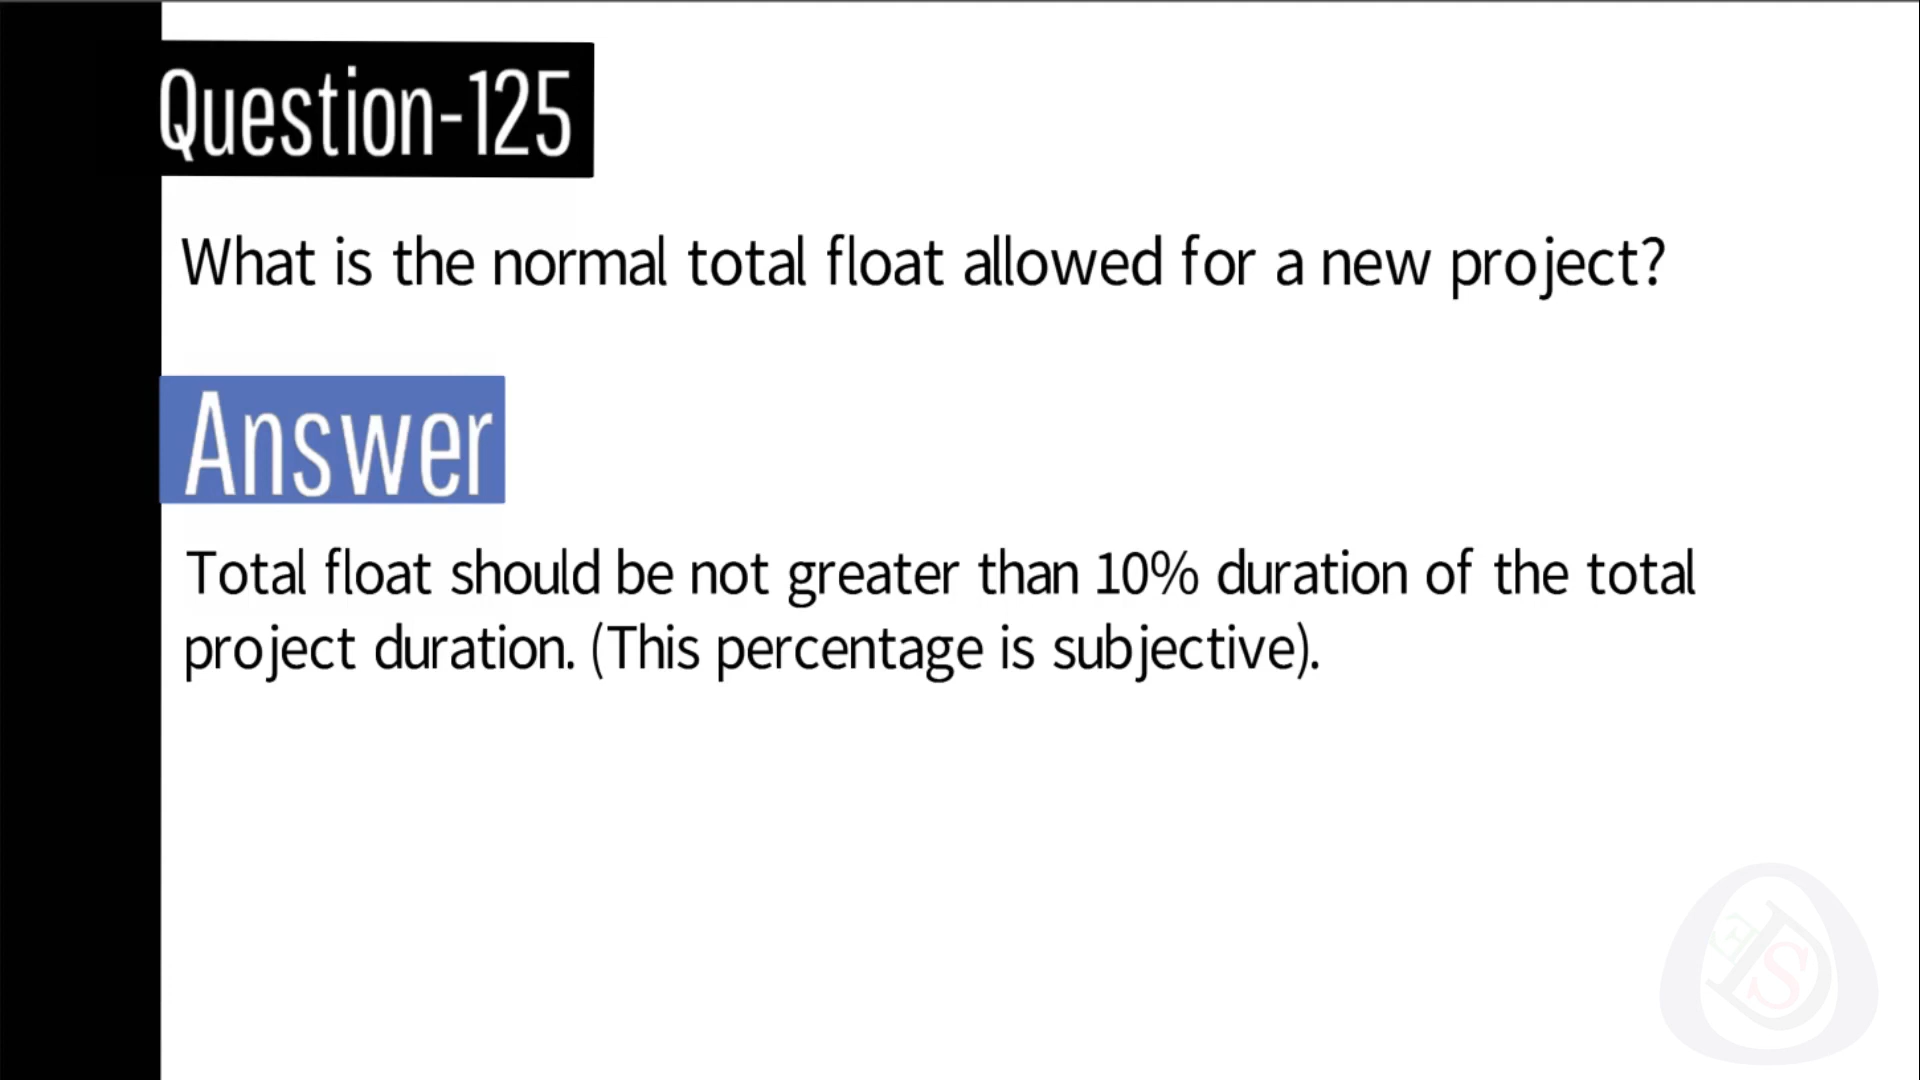 Question-125
What is the normal total float allowed for a new project?
Answer
Total float should be not greater than 10% duration of the total
project duration. (This percentage is subjective).